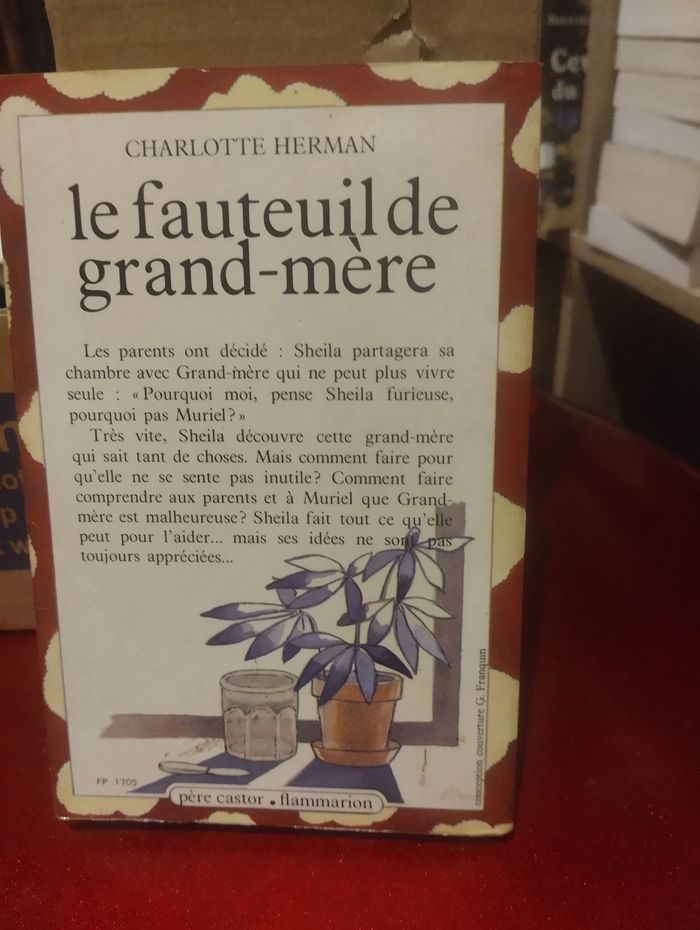 CHARLOTTE HERMAN
le fauteuil de
grand-mère
Les parents ont décidé : Sheila partagera sa
chambre avec Grand-mère qui ne peut plus vivre
seule : « Pourquoi moi, pense Sheila furieuse,
pourquoi pas Muriel ? »
Très vite, Sheila découvre cette grand-mère
qui sait tant de choses. Mais comment faire pour
qu'elle ne se sente pas inutile ? Comment faire
comprendre aux parents et à Muriel que Grand-
mère est malheureuse ? Sheila fait tout ce qu'elle
peut pour l'aider... mais ses idées ne sont pas
toujours appréciées...
conception couverture G. Franquin
FP 1705
père castor • flammarion
du